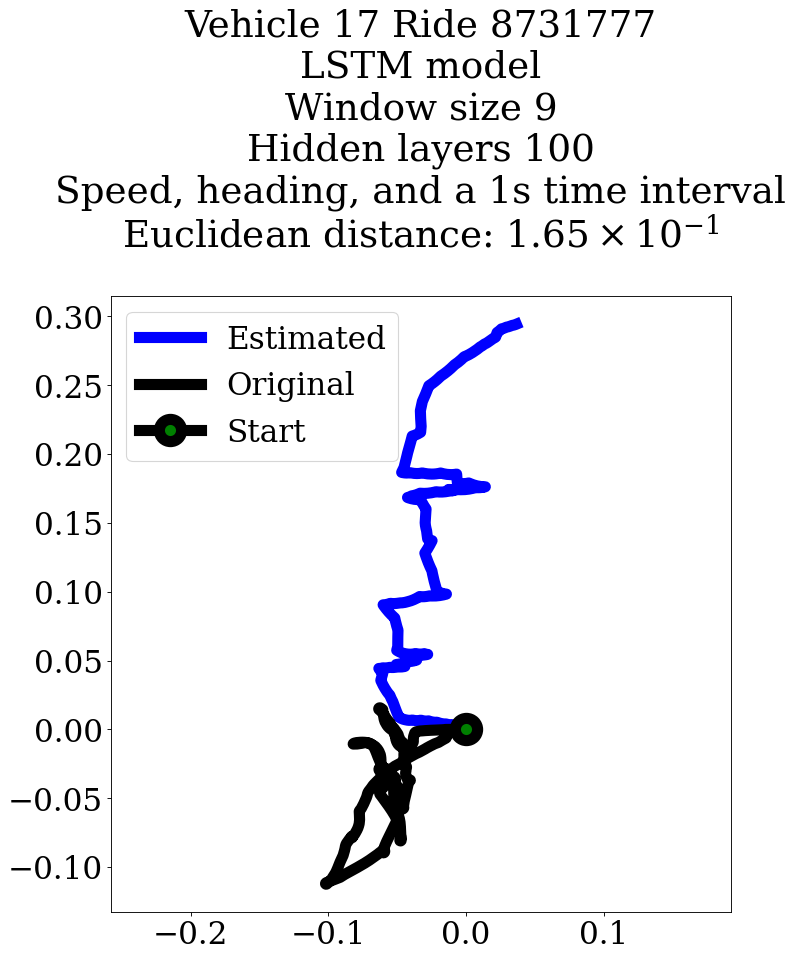 Vehicle 17 Ride 8731777
LSTM model
Window size 9
Hidden layers 100
Speed, heading, and a 1s time interval
Euclidean distance: 1.65 × 10⁻¹
Estimated
Original
Start
0.30
0.25
0.20
0.15
0.10
0.05
0.00
−0.05
−0.10
−0.2 −0.1 0.0 0.1